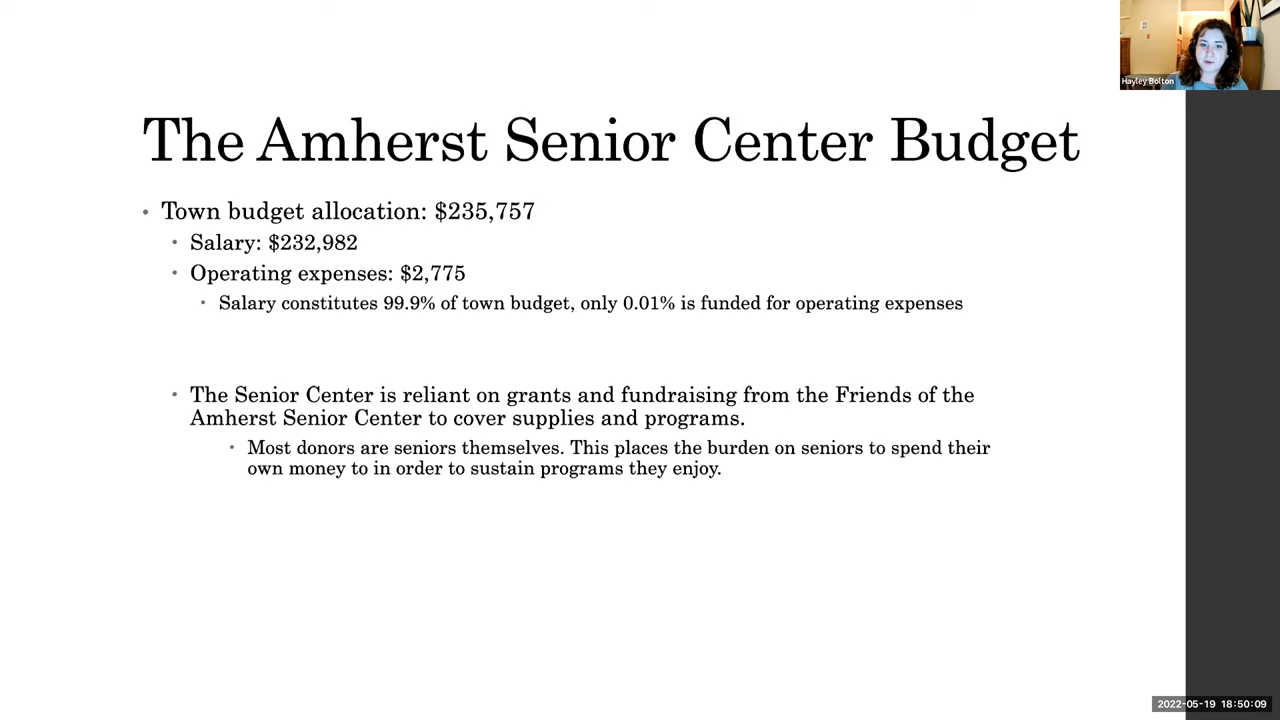 Hayley Bolton
The Amherst Senior Center Budget
• Town budget allocation: $235,757
• Salary: $232,982
• Operating expenses: $2,775
• Salary constitutes 99.9% of town budget, only 0.01% is funded for operating expenses
• The Senior Center is reliant on grants and fundraising from the Friends of the
Amherst Senior Center to cover supplies and programs.
• Most donors are seniors themselves. This places the burden on seniors to spend their
own money to in order to sustain programs they enjoy.
2022-05-19 18:50:09